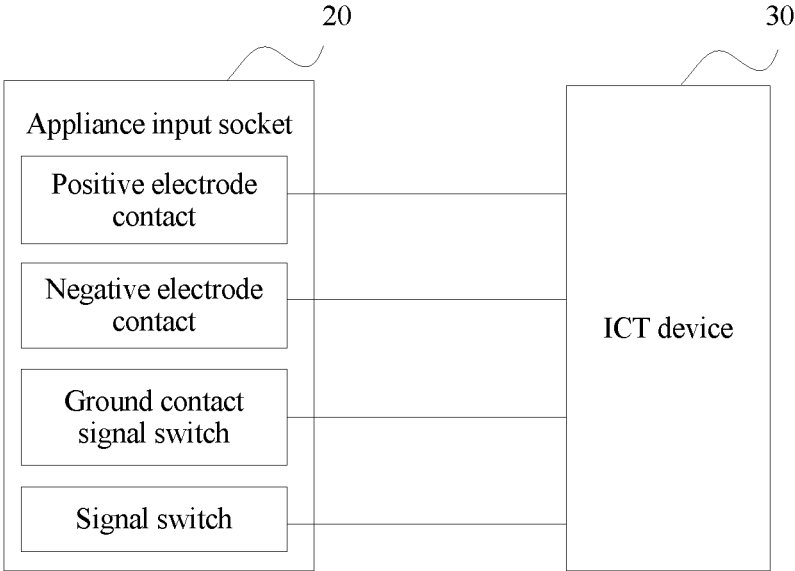 20
30
Appliance input socket
Positive electrode
contact
Negative electrode
contact
ICT device
Ground contact
signal switch
Signal switch